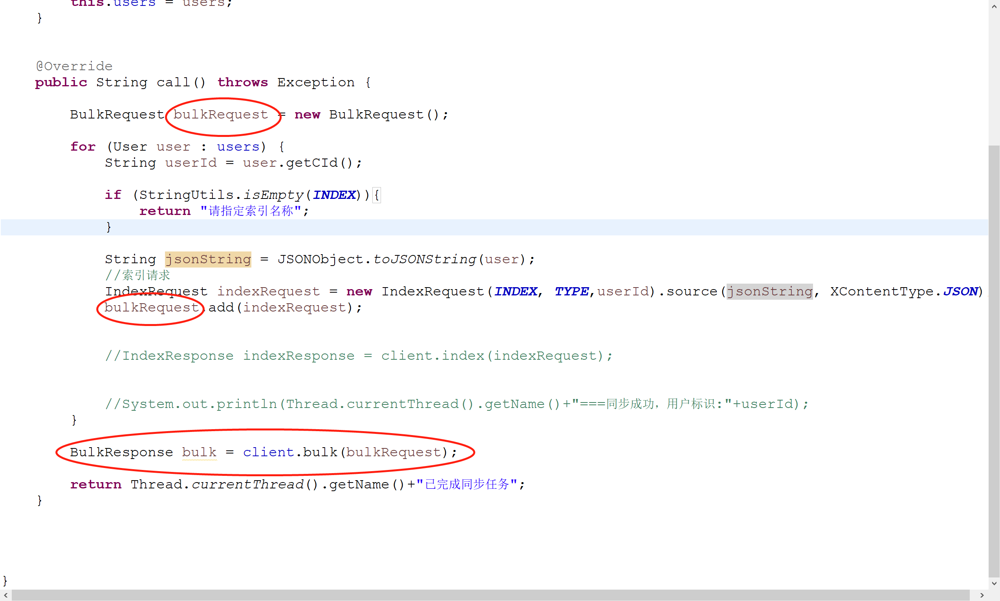 this.users = users;
}
@Override
public String call() throws Exception {
BulkRequest bulkRequest = new BulkRequest();
for (User user : users) {
String userId = user.getCId();
if (StringUtils.isEmpty(INDEX)){
return "请指定索引名称";
}
String jsonString = JSONObject.toJSONString(user);
//索引请求
IndexRequest indexRequest = new IndexRequest(INDEX, TYPE,userId).source(jsonString, XContentType.JSON)
bulkRequest.add(indexRequest);
//IndexResponse indexResponse = client.index(indexRequest);
//System.out.println(Thread.currentThread().getName()+"===同步成功，用户标识:"+userId);
}
BulkResponse bulk = client.bulk(bulkRequest);
return Thread.currentThread().getName()+"已完成同步任务";
}
}